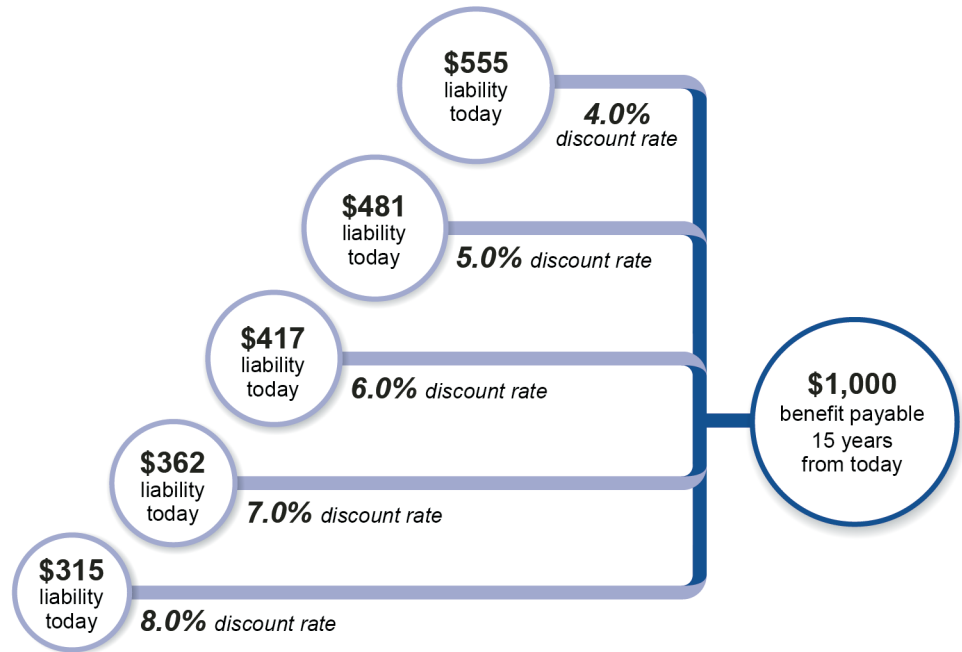 $555
liability
today
4.0%
discount rate
$481
liability
today
5.0% discount rate
$417
liability
today
6.0% discount rate
$1,000
benefit payable
15 years
from today
$362
liability
today
7.0% discount rate
$315
liability
today
8.0% discount rate